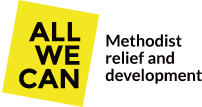 ALL
WE
CAN
Methodist
relief and
development